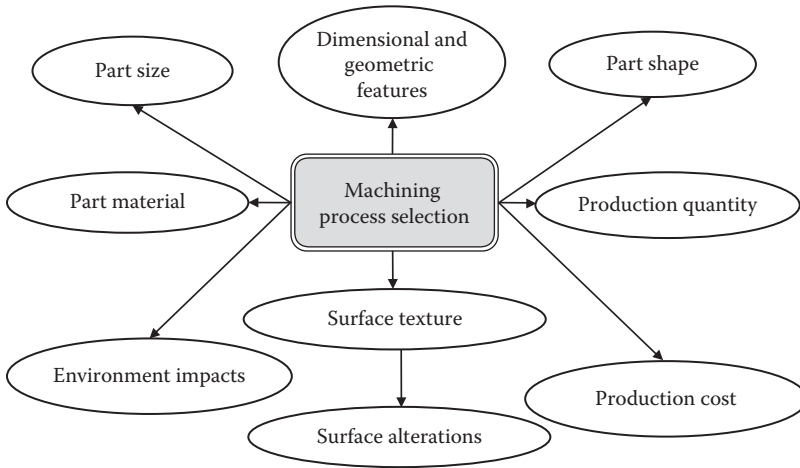 Dimensional and
geometric
features
Part size
Part shape
Machining
process selection
Part material
Production quantity
Surface texture
Environment impacts
Production cost
Surface alterations